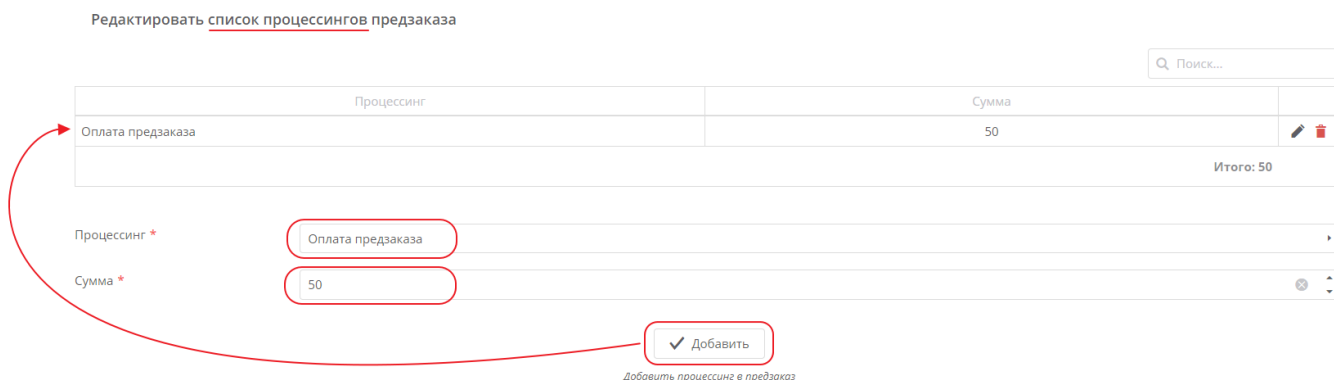 Редактировать список процессингов предзаказа
Поиск...
Процессинг Сумма
Оплата предзаказа 50
Итого: 50
Процессинг * Оплата предзаказа
Сумма * 50
Добавить
Добавить процессинг в предзаказ